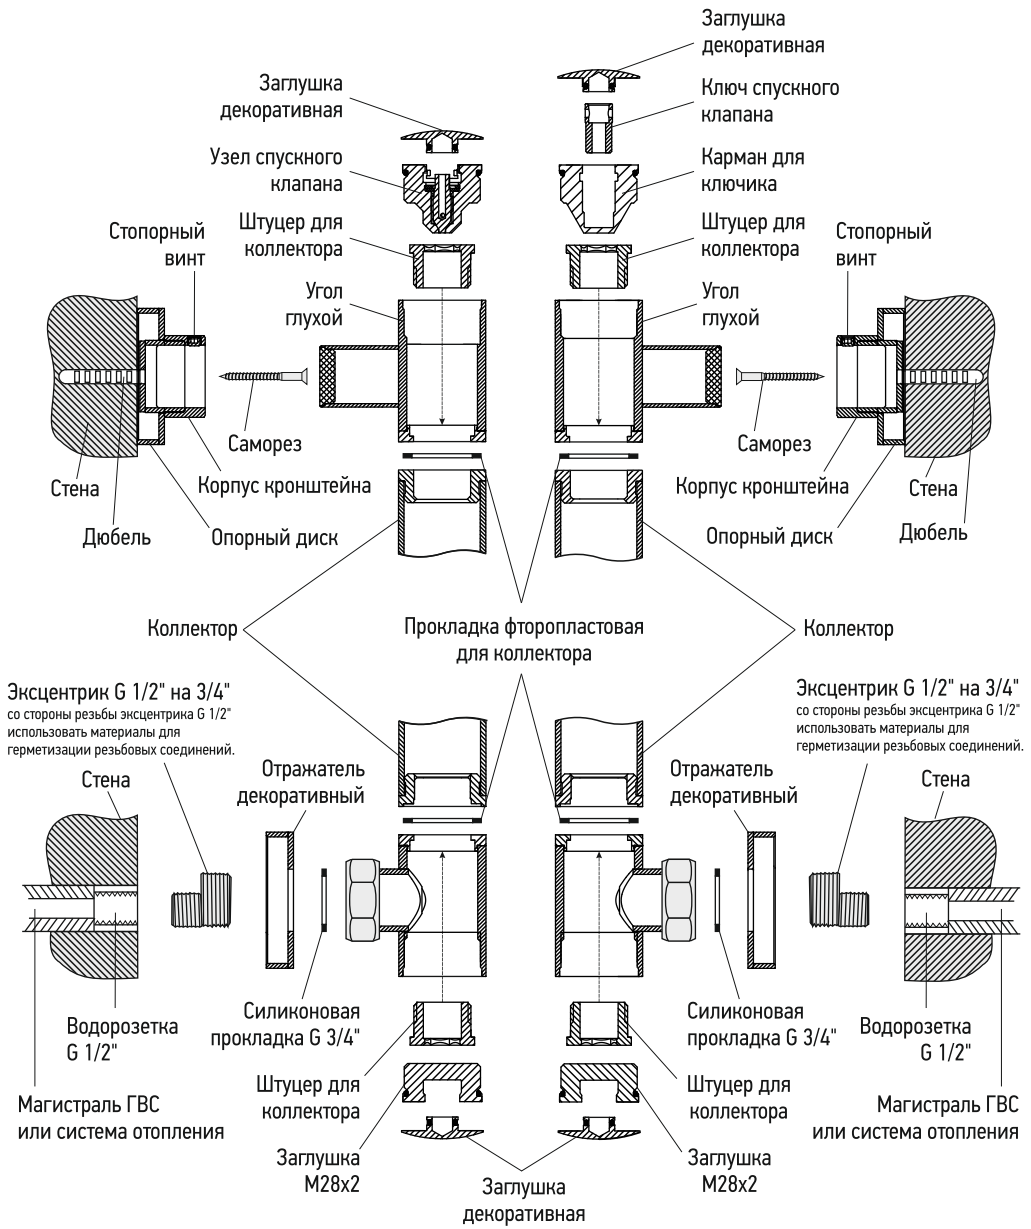 Заглушка
декоративная
Ключ спускного
клапана
Заглушка
декоративная
Узел спускного
клапана
Карман для
ключика
Штуцер для
коллектора
Штуцер для
коллектора
Стопорный
винт
Стопорный
винт
Угол
глухой
Угол
глухой
Саморез
Саморез
Стена
Корпус кронштейна
Корпус кронштейна
Стена
Дюбель
Опорный диск
Опорный диск
Дюбель
Коллектор
Прокладка фторопластовая
для коллектора
Коллектор
Эксцентрик G 1/2" на 3/4"
со стороны резьбы эксцентрика G 1/2"
использовать материалы для
герметизации резьбовых соединений.
Эксцентрик G 1/2" на 3/4"
со стороны резьбы эксцентрика G 1/2"
использовать материалы для
герметизации резьбовых соединений.
Стена
Отражатель
декоративный
Отражатель
декоративный
Стена
Водорозетка
G 1/2"
Силиконовая
прокладка G 3/4"
Силиконовая
прокладка G 3/4"
Водорозетка
G 1/2"
Магистраль ГВС
или система отопления
Штуцер для
коллектора
Штуцер для
коллектора
Магистраль ГВС
или система отопления
Заглушка
М28х2
Заглушка
декоративная
Заглушка
М28х2